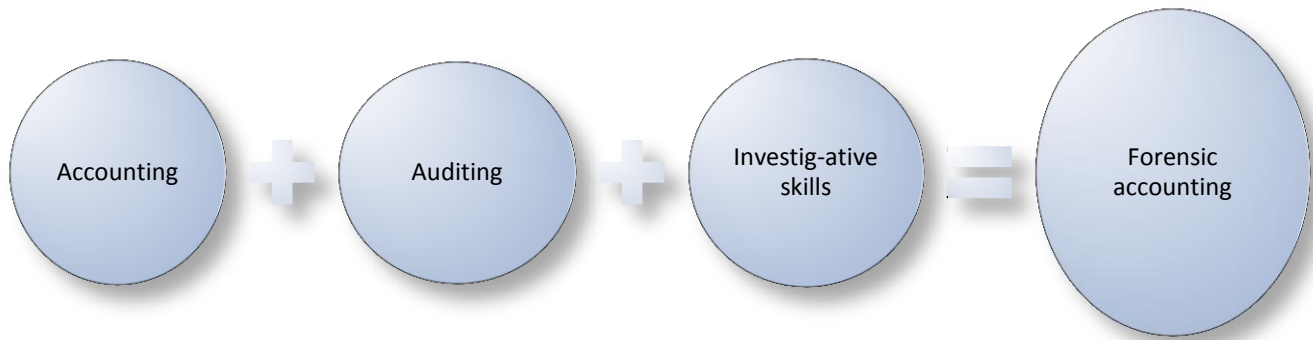 Accounting
Auditing
Investig-ative
skills
Forensic
accounting